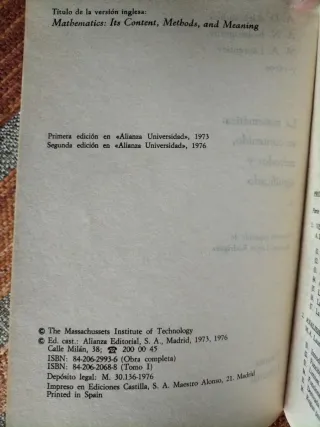 Título de la versión inglesa:
Mathematics: Its Content, Methods, and Meaning
Primera edición en «Alianza Universidad», 1973
Segunda edición en «Alianza Universidad», 1976
© The Massachussets Institute of Technology
© Ed. cast.: Alianza Editorial, S. A., Madrid, 1973, 1976
Calle Milán, 38; ☎ 200 00 45
ISBN: 84-206-2993-6 (Obra completa)
ISBN: 84-206-2068-8 (Tomo 1)
Depósito legal: M. 30.136-1976
Impreso en Ediciones Castilla, S. A. Maestro Alonso, 21. Madrid
Printed in Spain